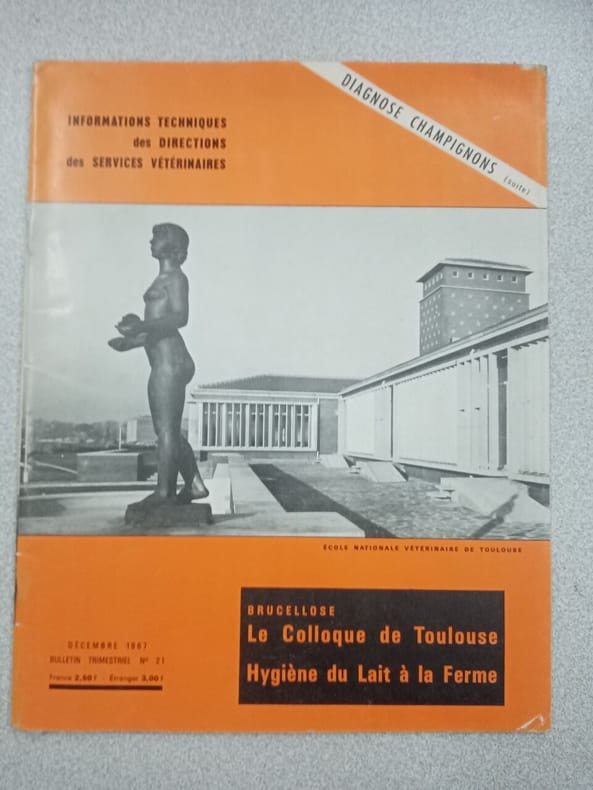 INFORMATIONS TECHNIQUES
des DIRECTIONS
des SERVICES VÉTÉRINAIRES
DIAGNOSE CHAMPIGNONS (suite)
ÉCOLE NATIONALE VÉTÉRINAIRE DE TOULOUSE
BRUCELLOSE
Le Colloque de Toulouse
Hygiène du Lait à la Ferme
DÉCEMBRE 1967
BULLETIN TRIMESTRIEL N° 21
France 2,50 f - Étranger 3,00 f